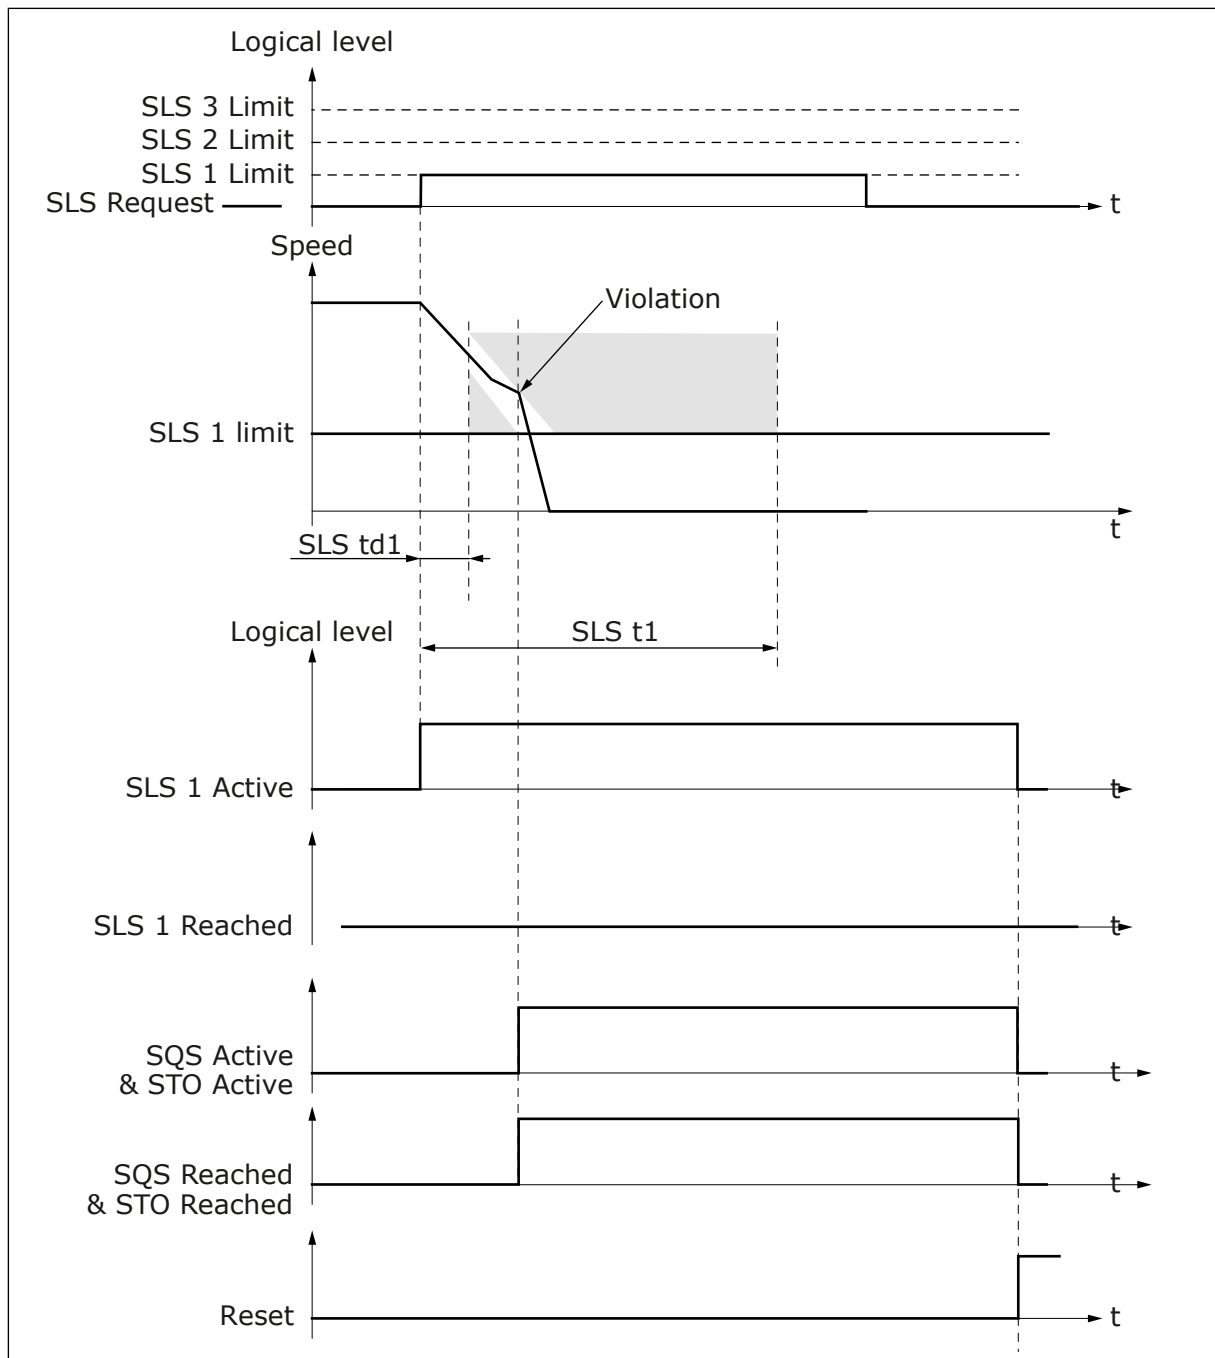 Logical level
SLS 3 Limit
SLS 2 Limit
SLS 1 Limit
SLS Request
t
Speed
Violation
SLS 1 limit
t
SLS td1
Logical level
SLS t1
SLS 1 Active
t
SLS 1 Reached
t
SQS Active
& STO Active
t
SQS Reached
& STO Reached
t
Reset
t